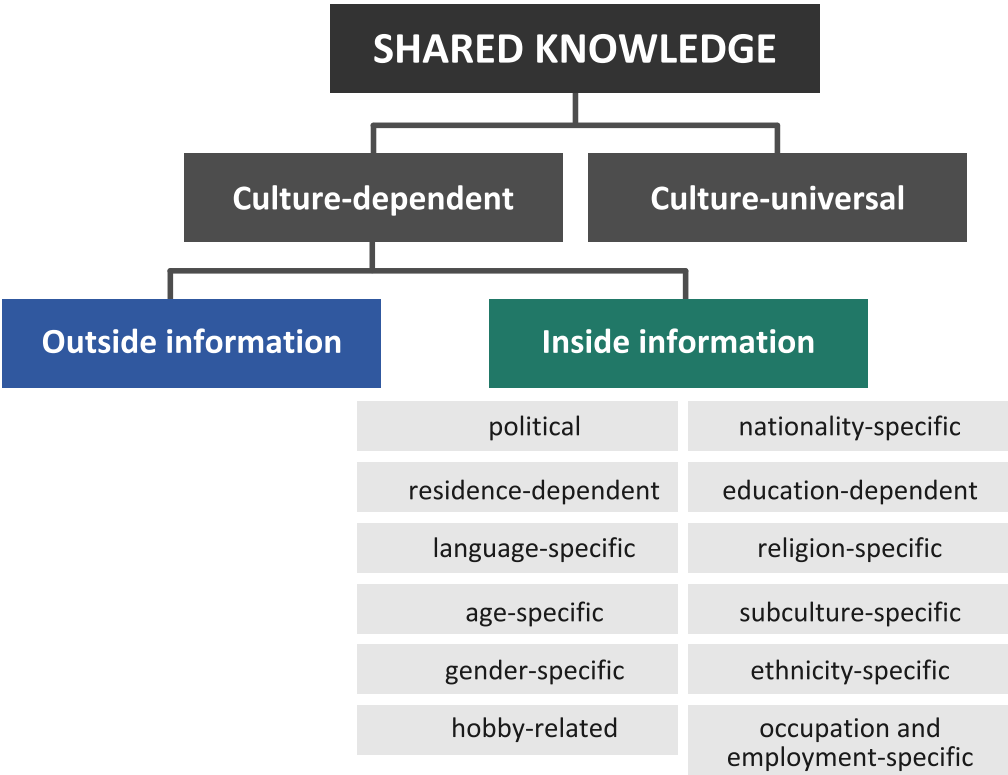 SHARED KNOWLEDGE
Culture-dependent
Culture-universal
Outside information
Inside information
political
nationality-specific
residence-dependent
education-dependent
language-specific
religion-specific
age-specific
subculture-specific
gender-specific
ethnicity-specific
hobby-related
occupation and
employment-specific